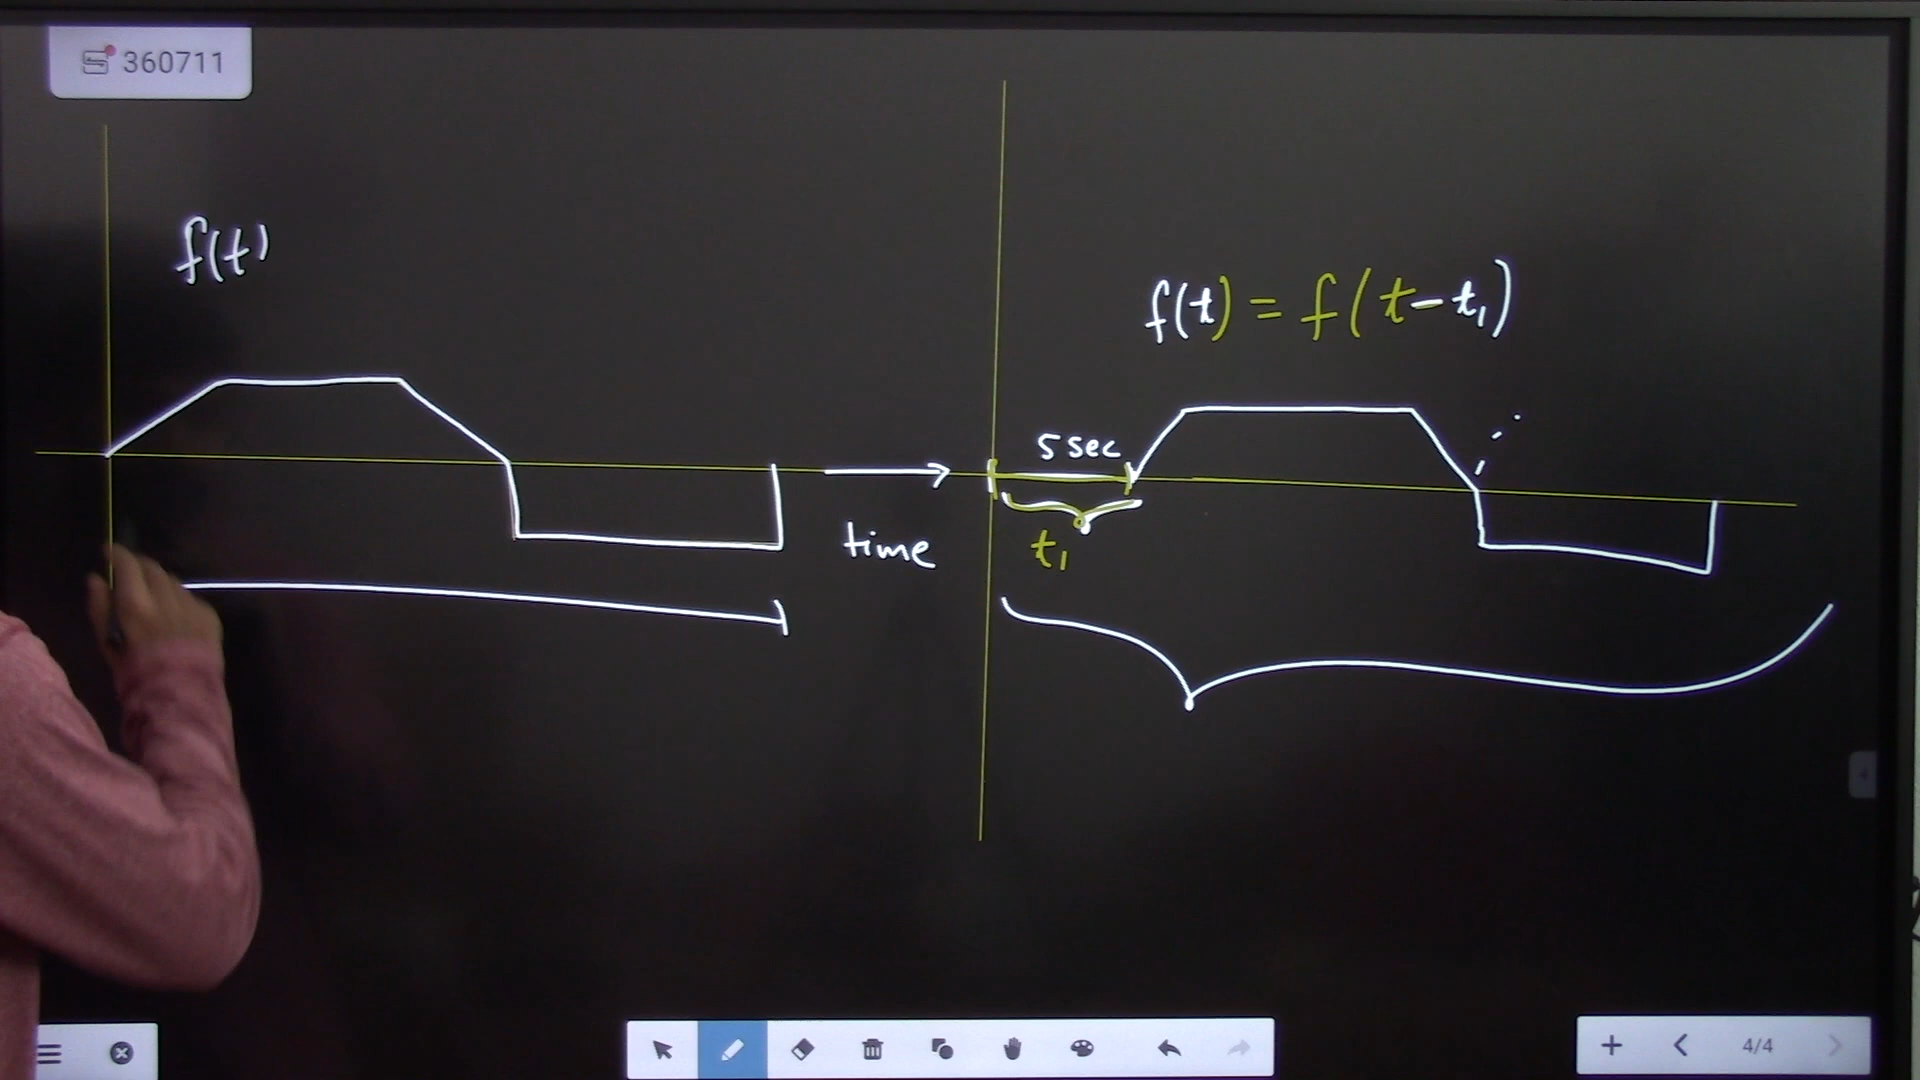 360711
f(t)
f(t) = f(t - t₁)
5 sec
time
t₁
4/4